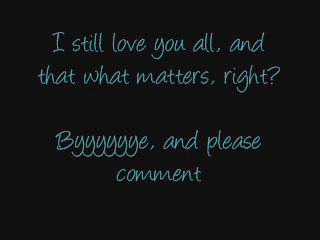 I still love you all, and
that what matters, right?
Byyyyyye, and please
comment